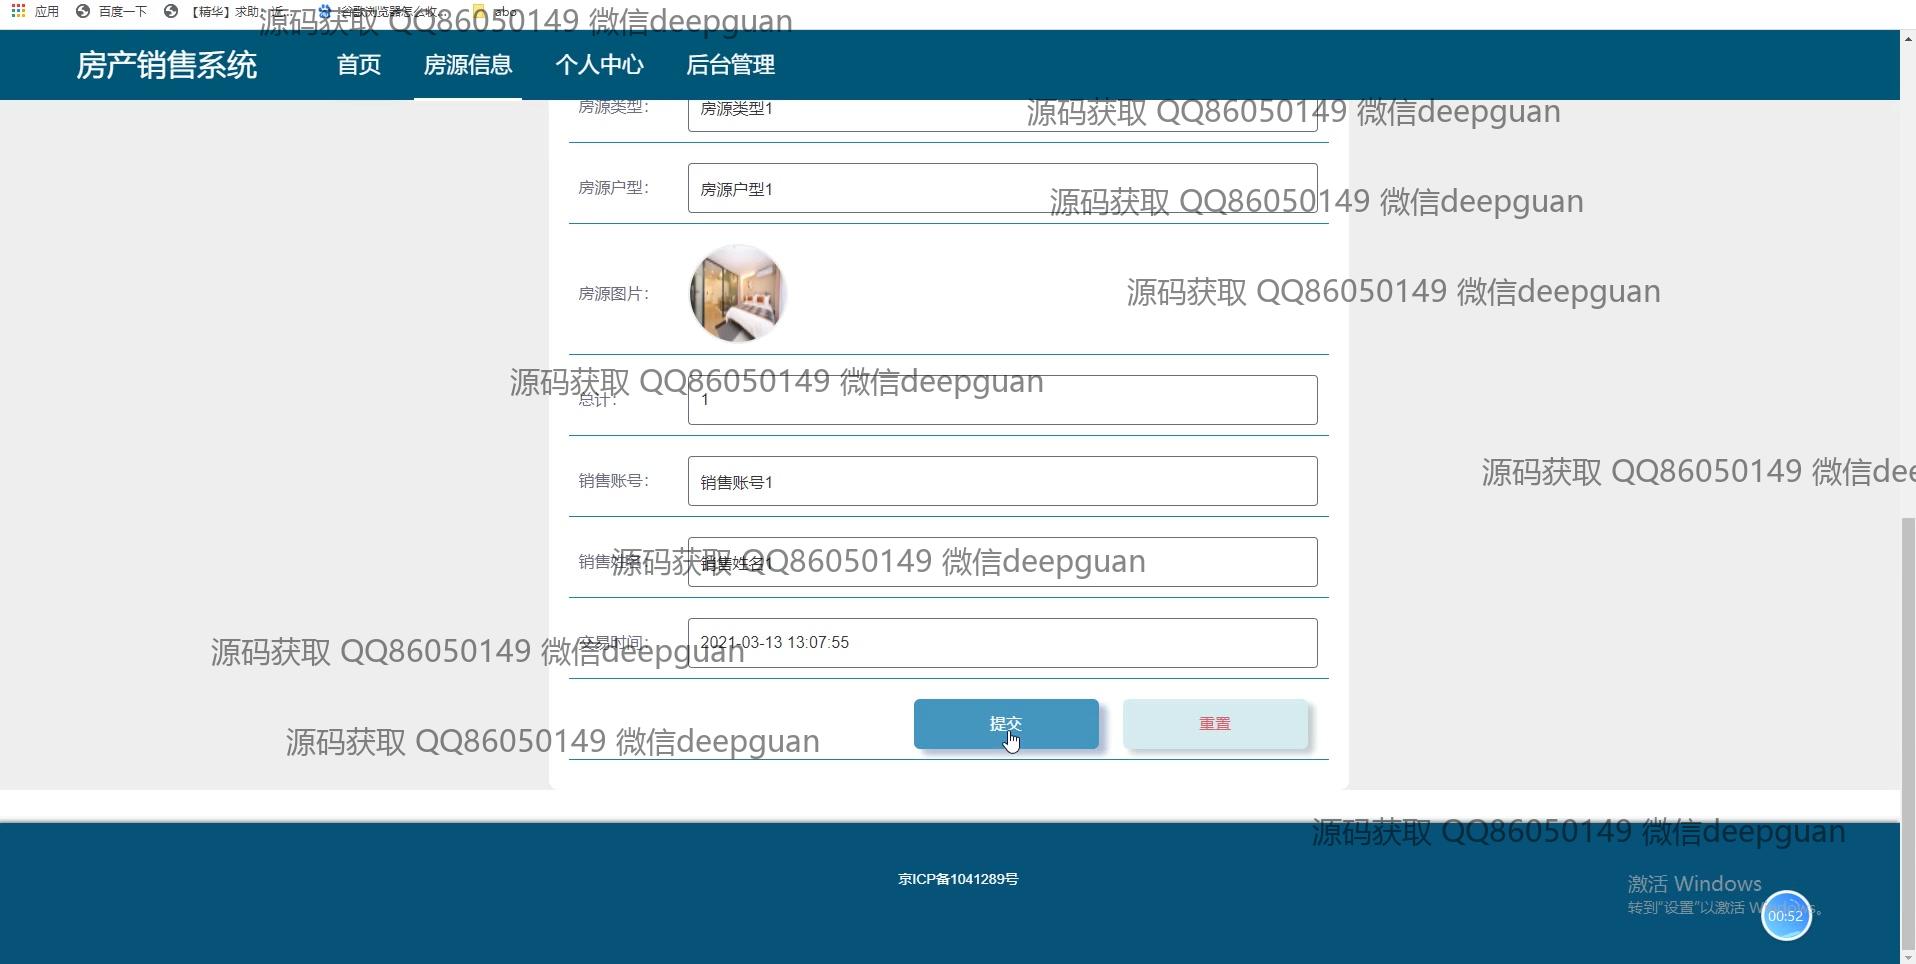 应用 百度一下 【精华】求助：近... 谷歌浏览器怎么收... abo
源码获取 QQ86050149 微信deepguan
房产销售系统 首页 房源信息 个人中心 后台管理
房源类型： 房源类型1
源码获取 QQ86050149 微信deepguan
房源户型： 房源户型1
源码获取 QQ86050149 微信deepguan
房源图片：
源码获取 QQ86050149 微信deepguan
源码获取 QQ86050149 微信deepguan
总计： 1
销售账号： 销售账号1
源码获取 QQ86050149 微信dee
销售姓名： 销售姓名1
源码获取 QQ86050149 微信deepguan
交易时间： 2021-03-13 13:07:55
源码获取 QQ86050149 微信deepguan
提交 重置
源码获取 QQ86050149 微信deepguan
源码获取 QQ86050149 微信deepguan
京ICP备1041289号
激活 Windows
转到"设置"以激活 Windows。
00:52